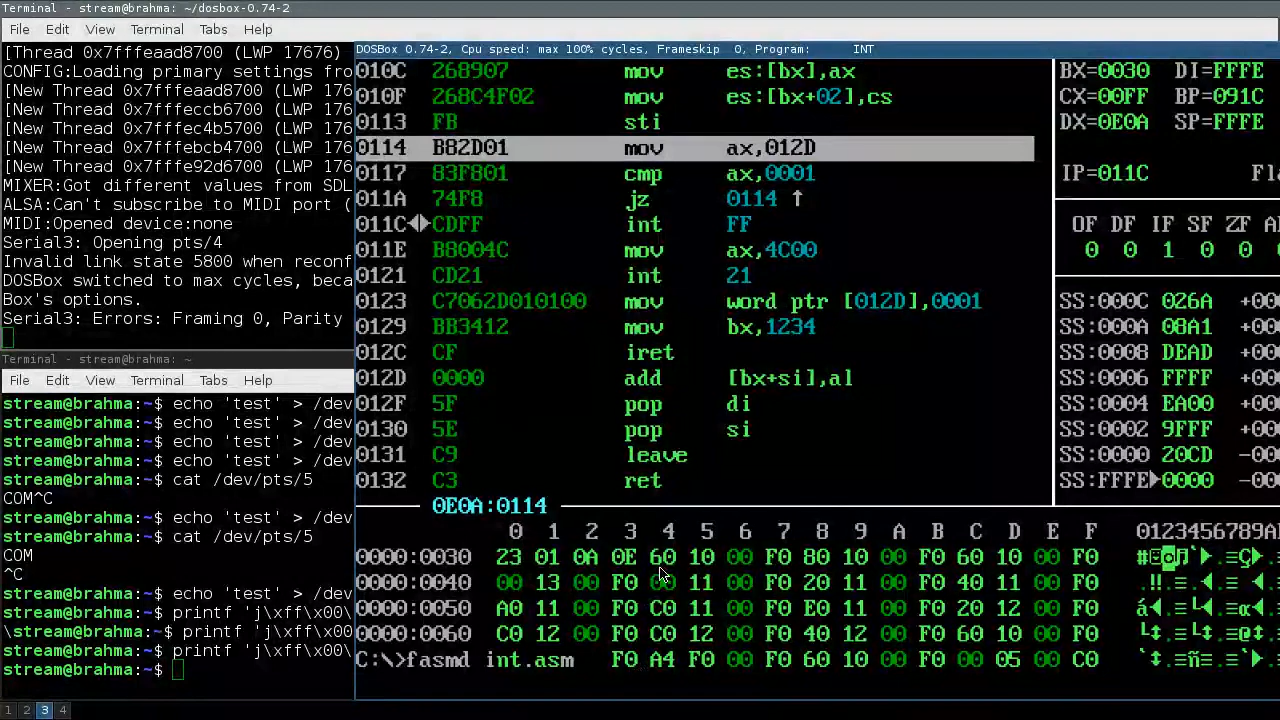 Terminal - stream@brahma: ~/dosbox-0.74-2
File Edit View Terminal Tabs Help
[Thread 0x7fffeaad8700 (LWP 17676)
CONFIG:Loading primary settings fro
[New Thread 0x7fffeaad8700 (LWP 176
[New Thread 0x7fffeccb6700 (LWP 176
[New Thread 0x7fffec4b5700 (LWP 176
[New Thread 0x7fffebcb4700 (LWP 176
[New Thread 0x7fffe92d6700 (LWP 176
MIXER:Got different values from SDL
ALSA:Can't subscribe to MIDI port (
MIDI:Opened device:none
Serial3: Opening pts/4
Invalid link state 5800 when reconf
DOSBox switched to max cycles, beca
Box's options.
Serial3: Errors: Framing 0, Parity
Terminal - stream@brahma: ~
File Edit View Terminal Tabs Help
stream@brahma:~$ echo 'test' > /dev
stream@brahma:~$ echo 'test' > /dev
stream@brahma:~$ echo 'test' > /dev
stream@brahma:~$ echo 'test' > /dev
stream@brahma:~$ cat /dev/pts/5
COM^C
stream@brahma:~$ echo 'test' > /dev
stream@brahma:~$ cat /dev/pts/5
COM
^C
stream@brahma:~$ echo 'test' > /dev
stream@brahma:~$ printf 'j\xff\x00\
\stream@brahma:~$ printf 'j\xff\x00
stream@brahma:~$ printf 'j\xff\x00\
stream@brahma:~$
1 2 3 4
DOSBox 0.74-2, Cpu speed: max 100% cycles, Frameskip 0, Program: INT
010C 268907 mov es:[bx],ax
010F 268C4F02 mov es:[bx+02],cs
0113 FB sti
0114 B82D01 mov ax,012D
0117 83F801 cmp ax,0001
011A 74F8 jz 0114 ↑
011C CDFF int FF
011E B8004C mov ax,4C00
0121 CD21 int 21
0123 C7062D010100 mov word ptr [012D],0001
0129 BB3412 mov bx,1234
012C CF iret
012D 0000 add [bx+si],al
012F 5F pop di
0130 5E pop si
0131 C9 leave
0132 C3 ret
BX=0030 DI=FFFE
CX=00FF BP=091C
DX=0E0A SP=FFFE
IP=011C Fl
OF DF IF SF ZF A
0 0 1 0 0
SS:000C 026A +00
SS:000A 08A1 +00
SS:0008 DEAD +00
SS:0006 FFFF +00
SS:0004 EA00 +00
SS:0002 9FFF +00
SS:0000 20CD -00
SS:FFFE 0000 -00
0E0A:0114
0 1 2 3 4 5 6 7 8 9 A B C D E F 0123456789A
0000:0030 23 01 0A 0E 60 10 00 F0 80 10 00 F0 60 10 00 F0
0000:0040 00 13 00 F0 00 11 00 F0 20 11 00 F0 40 11 00 F0
0000:0050 A0 11 00 F0 C0 11 00 F0 E0 11 00 F0 20 12 00 F0
0000:0060 C0 12 00 F0 C0 12 00 F0 40 12 00 F0 60 10 00 F0
C:\>fasmd int.asm F0 A4 F0 00 F0 60 10 00 F0 00 05 00 C0